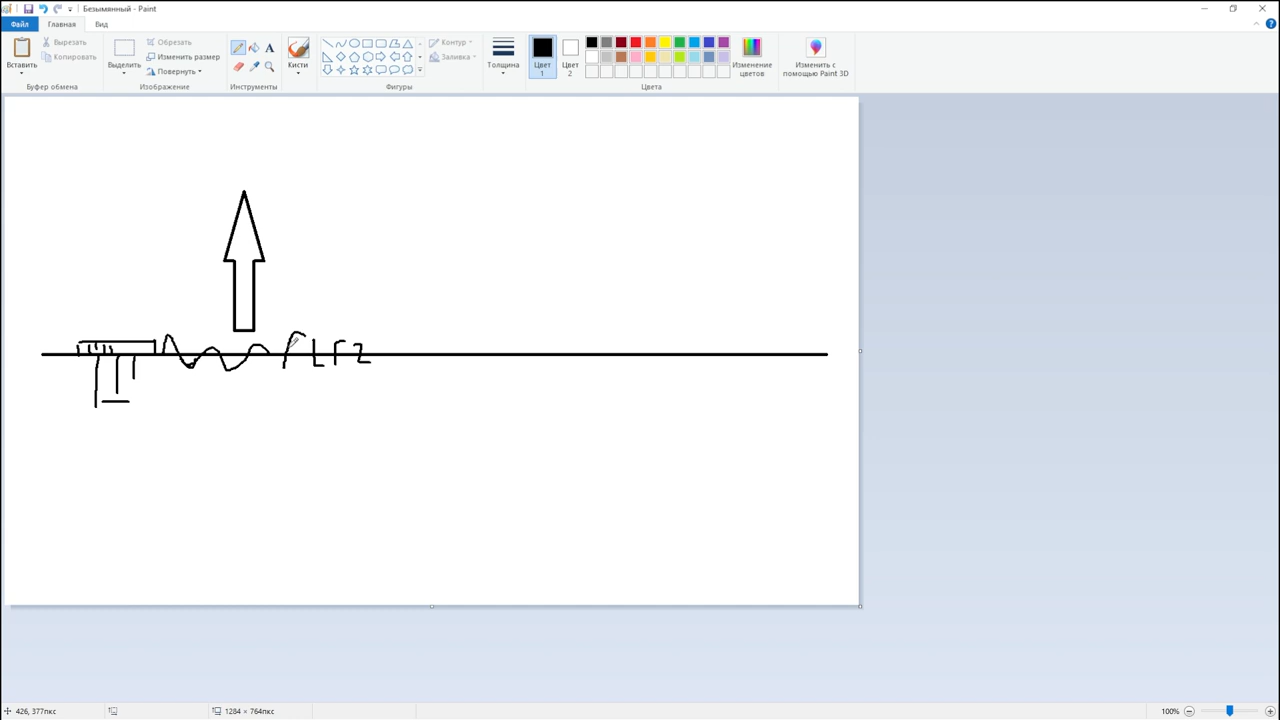 Безымянный - Paint
Файл Главная Вид
Вставить
Вырезать
Копировать
Буфер обмена
Выделить
Обрезать
Изменить размер
Повернуть
Изображение
A
Инструменты
Кисти
Фигуры
Контур
Заливка
Толщина
Цвет 1
Цвет 2
Цвета
Изменение цветов
Изменить с помощью Paint 3D
426, 377пкс
1284 × 764пкс
100%